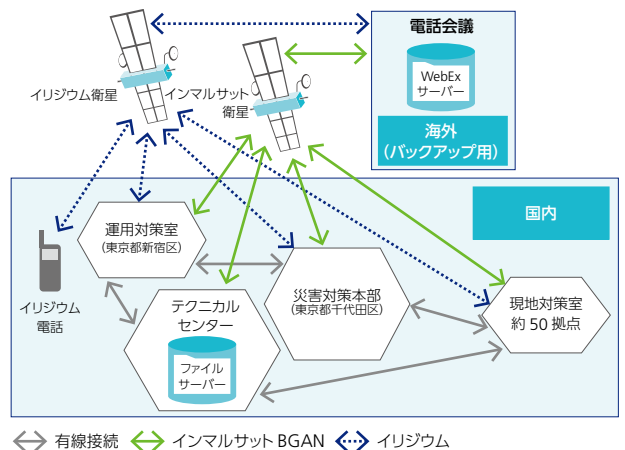 電話会議
WebEx
サーバー
海外
(バックアップ用)
イリジウム衛星
インマルサット
衛星
国内
運用対策室
(東京都新宿区)
イリジウム
電話
テクニカル
センター
ファイル
サーバー
災害対策本部
(東京都千代田区)
現地対策室
約 50 拠点
有線接続
インマルサット BGAN
イリジウム